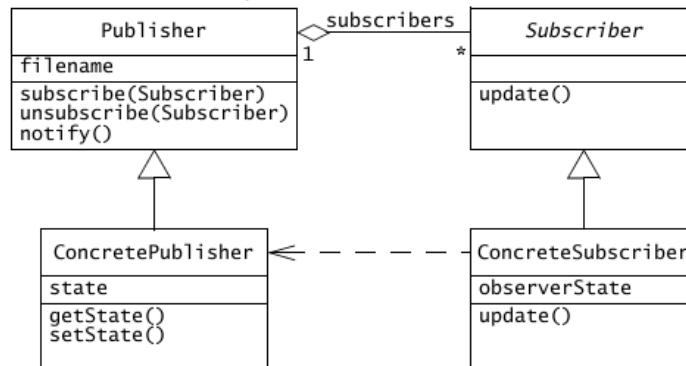 Publisher
filename
subscribe(Subscriber)
unsubscribe(Subscriber)
notify()
subscribers
1
*
Subscriber
update()
ConcretePublisher
state
getState()
setState()
ConcreteSubscriber
observerState
update()